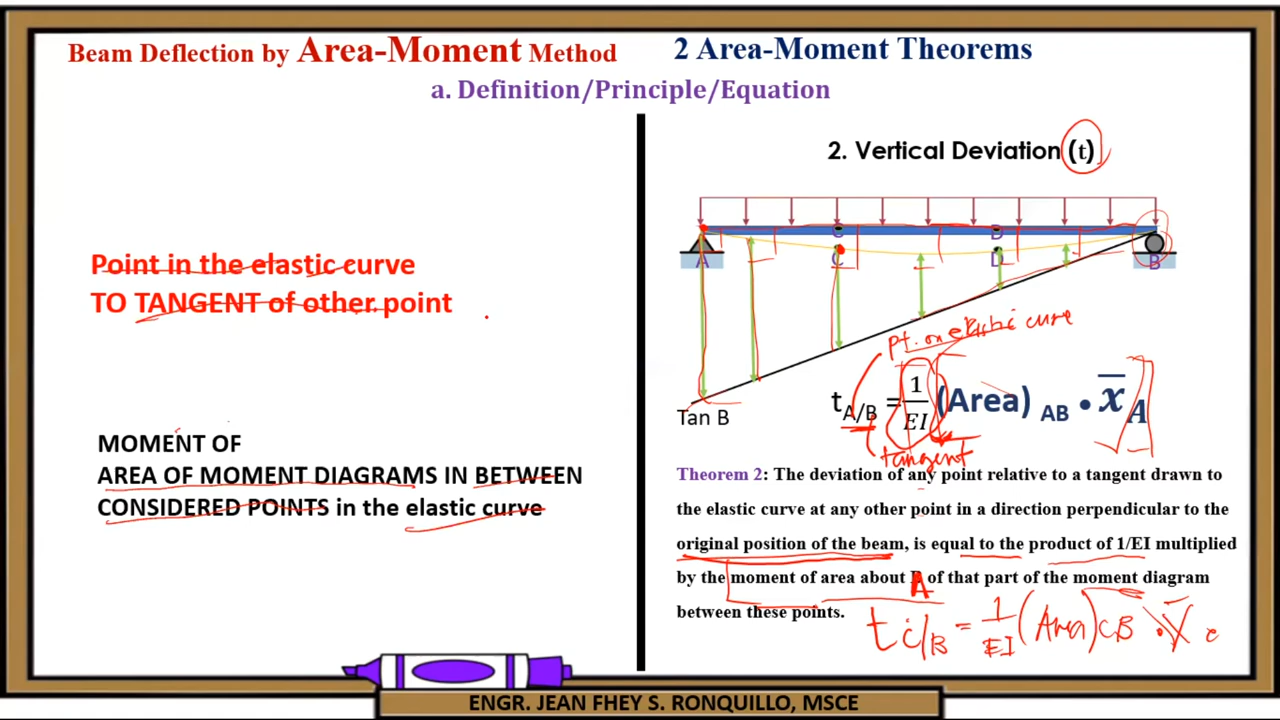 Beam Deflection by Area-Moment Method
2 Area-Moment Theorems
a. Definition/Principle/Equation
Point in the elastic curve
TO TANGENT of other point
MOMENT OF
AREA OF MOMENT DIAGRAMS IN BETWEEN
CONSIDERED POINTS in the elastic curve
2. Vertical Deviation (t)
C D
A C D B
pt. on elastic curve
Tan B
t A/B = 1/EI (Area) AB • x̅ A
tangent
Theorem 2: The deviation of any point relative to a tangent drawn to
the elastic curve at any other point in a direction perpendicular to the
original position of the beam, is equal to the product of 1/EI multiplied
by the moment of area about A of that part of the moment diagram
between these points.
t C/B = 1/EI (Area) CB • x̅ c
ENGR. JEAN FHEY S. RONQUILLO, MSCE